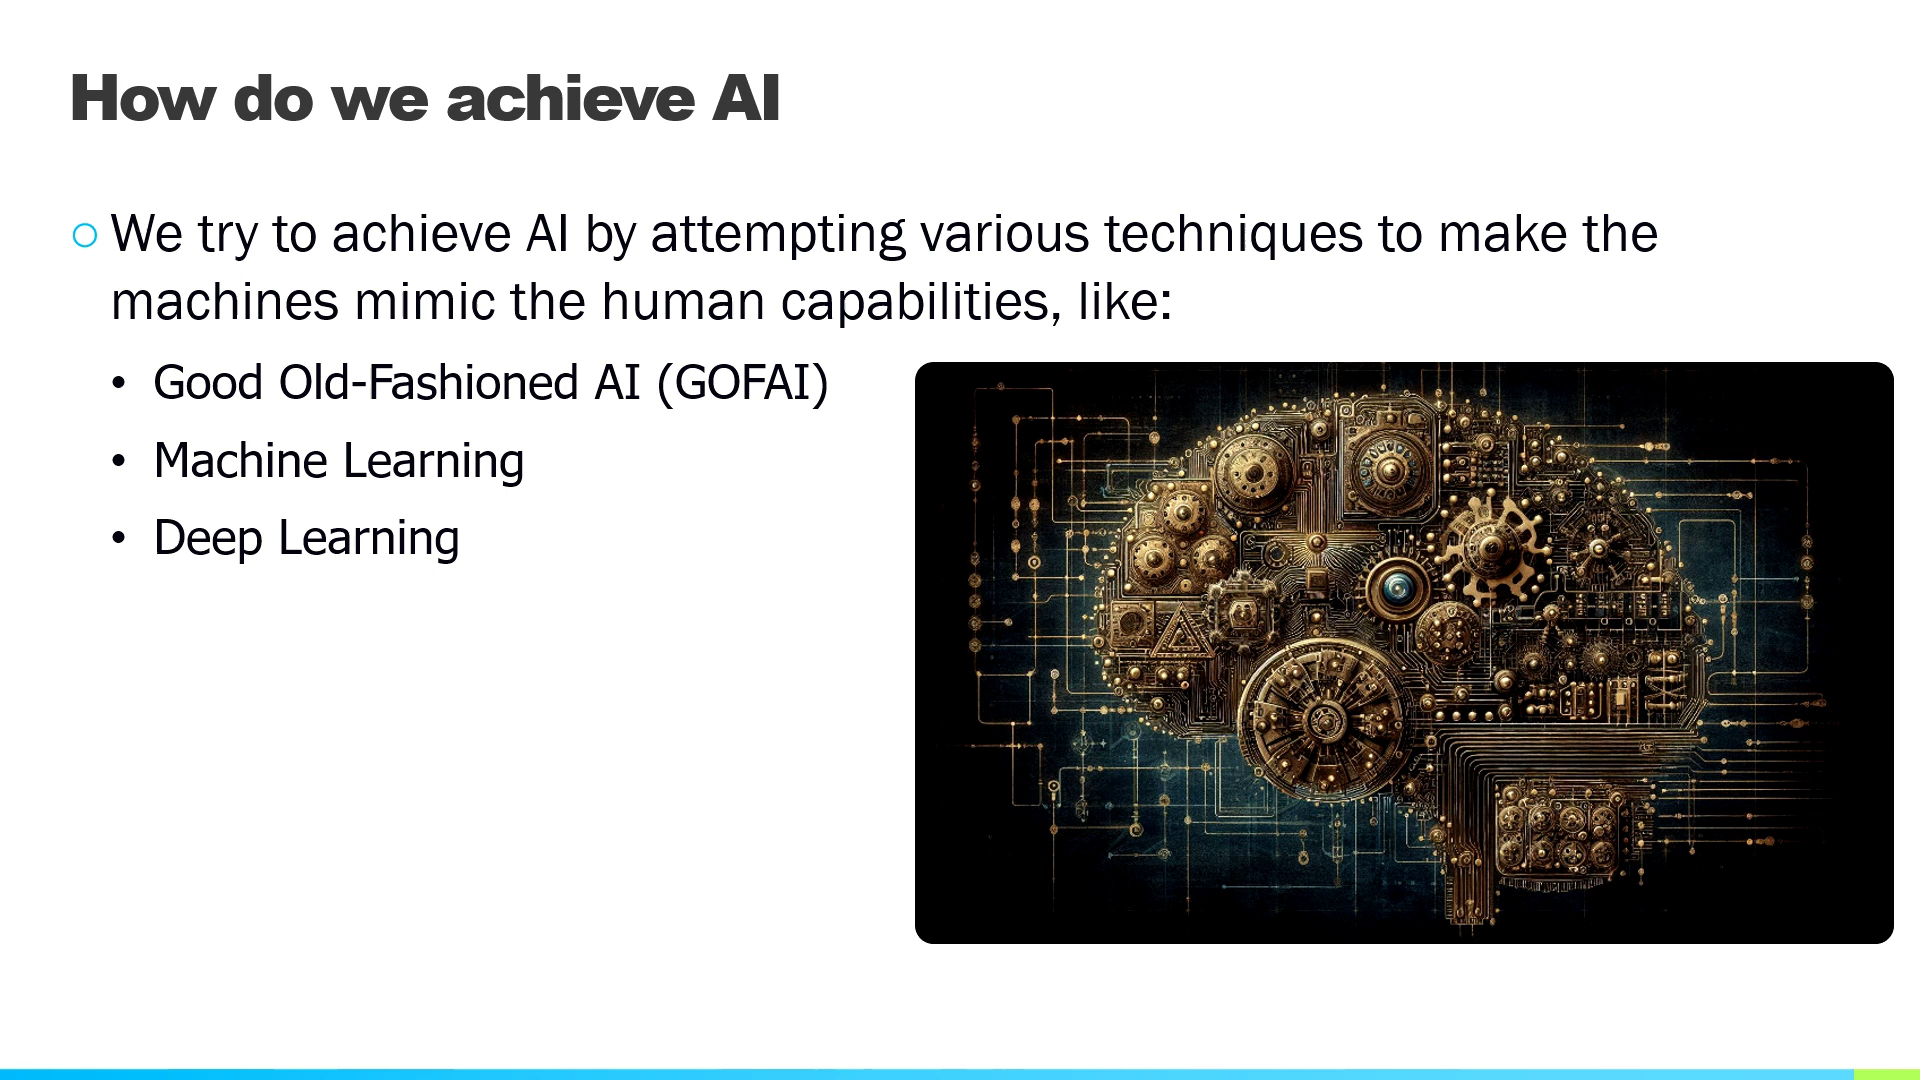 How do we achieve AI
We try to achieve AI by attempting various techniques to make the
machines mimic the human capabilities, like:
• Good Old-Fashioned AI (GOFAI)
• Machine Learning
• Deep Learning